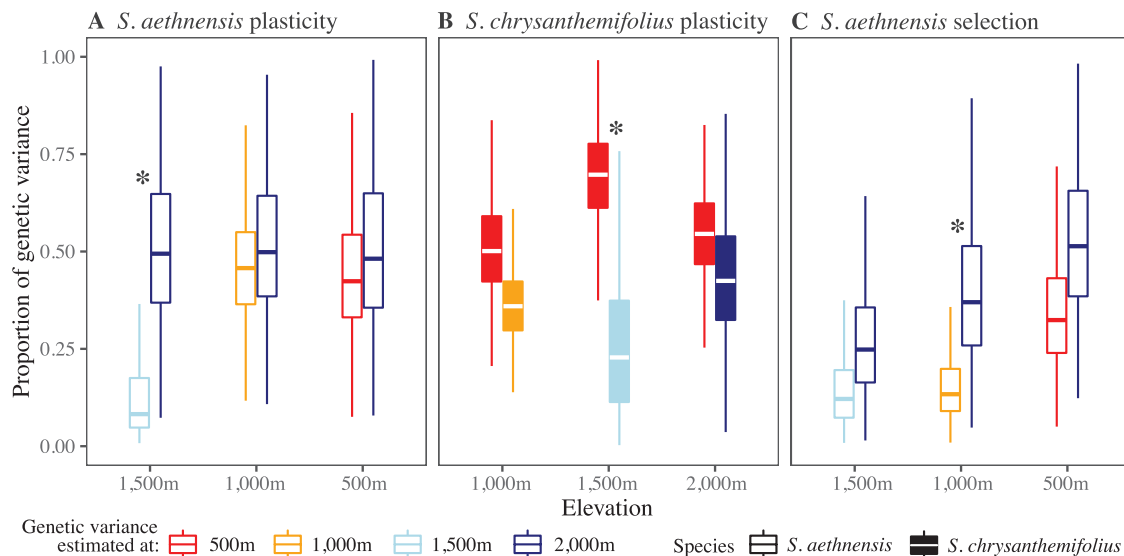 A S. aethnensis plasticity
B S. chrysanthemifolius plasticity
C S. aethnensis selection
Proportion of genetic variance
1.00
0.75
0.50
0.25
0.00
*
*
*
1,500m 1,000m 500m
1,000m 1,500m 2,000m
1,500m 1,000m 500m
Elevation
Genetic variance
estimated at: 500m 1,000m 1,500m 2,000m
Species S. aethnensis S. chrysanthemifolius